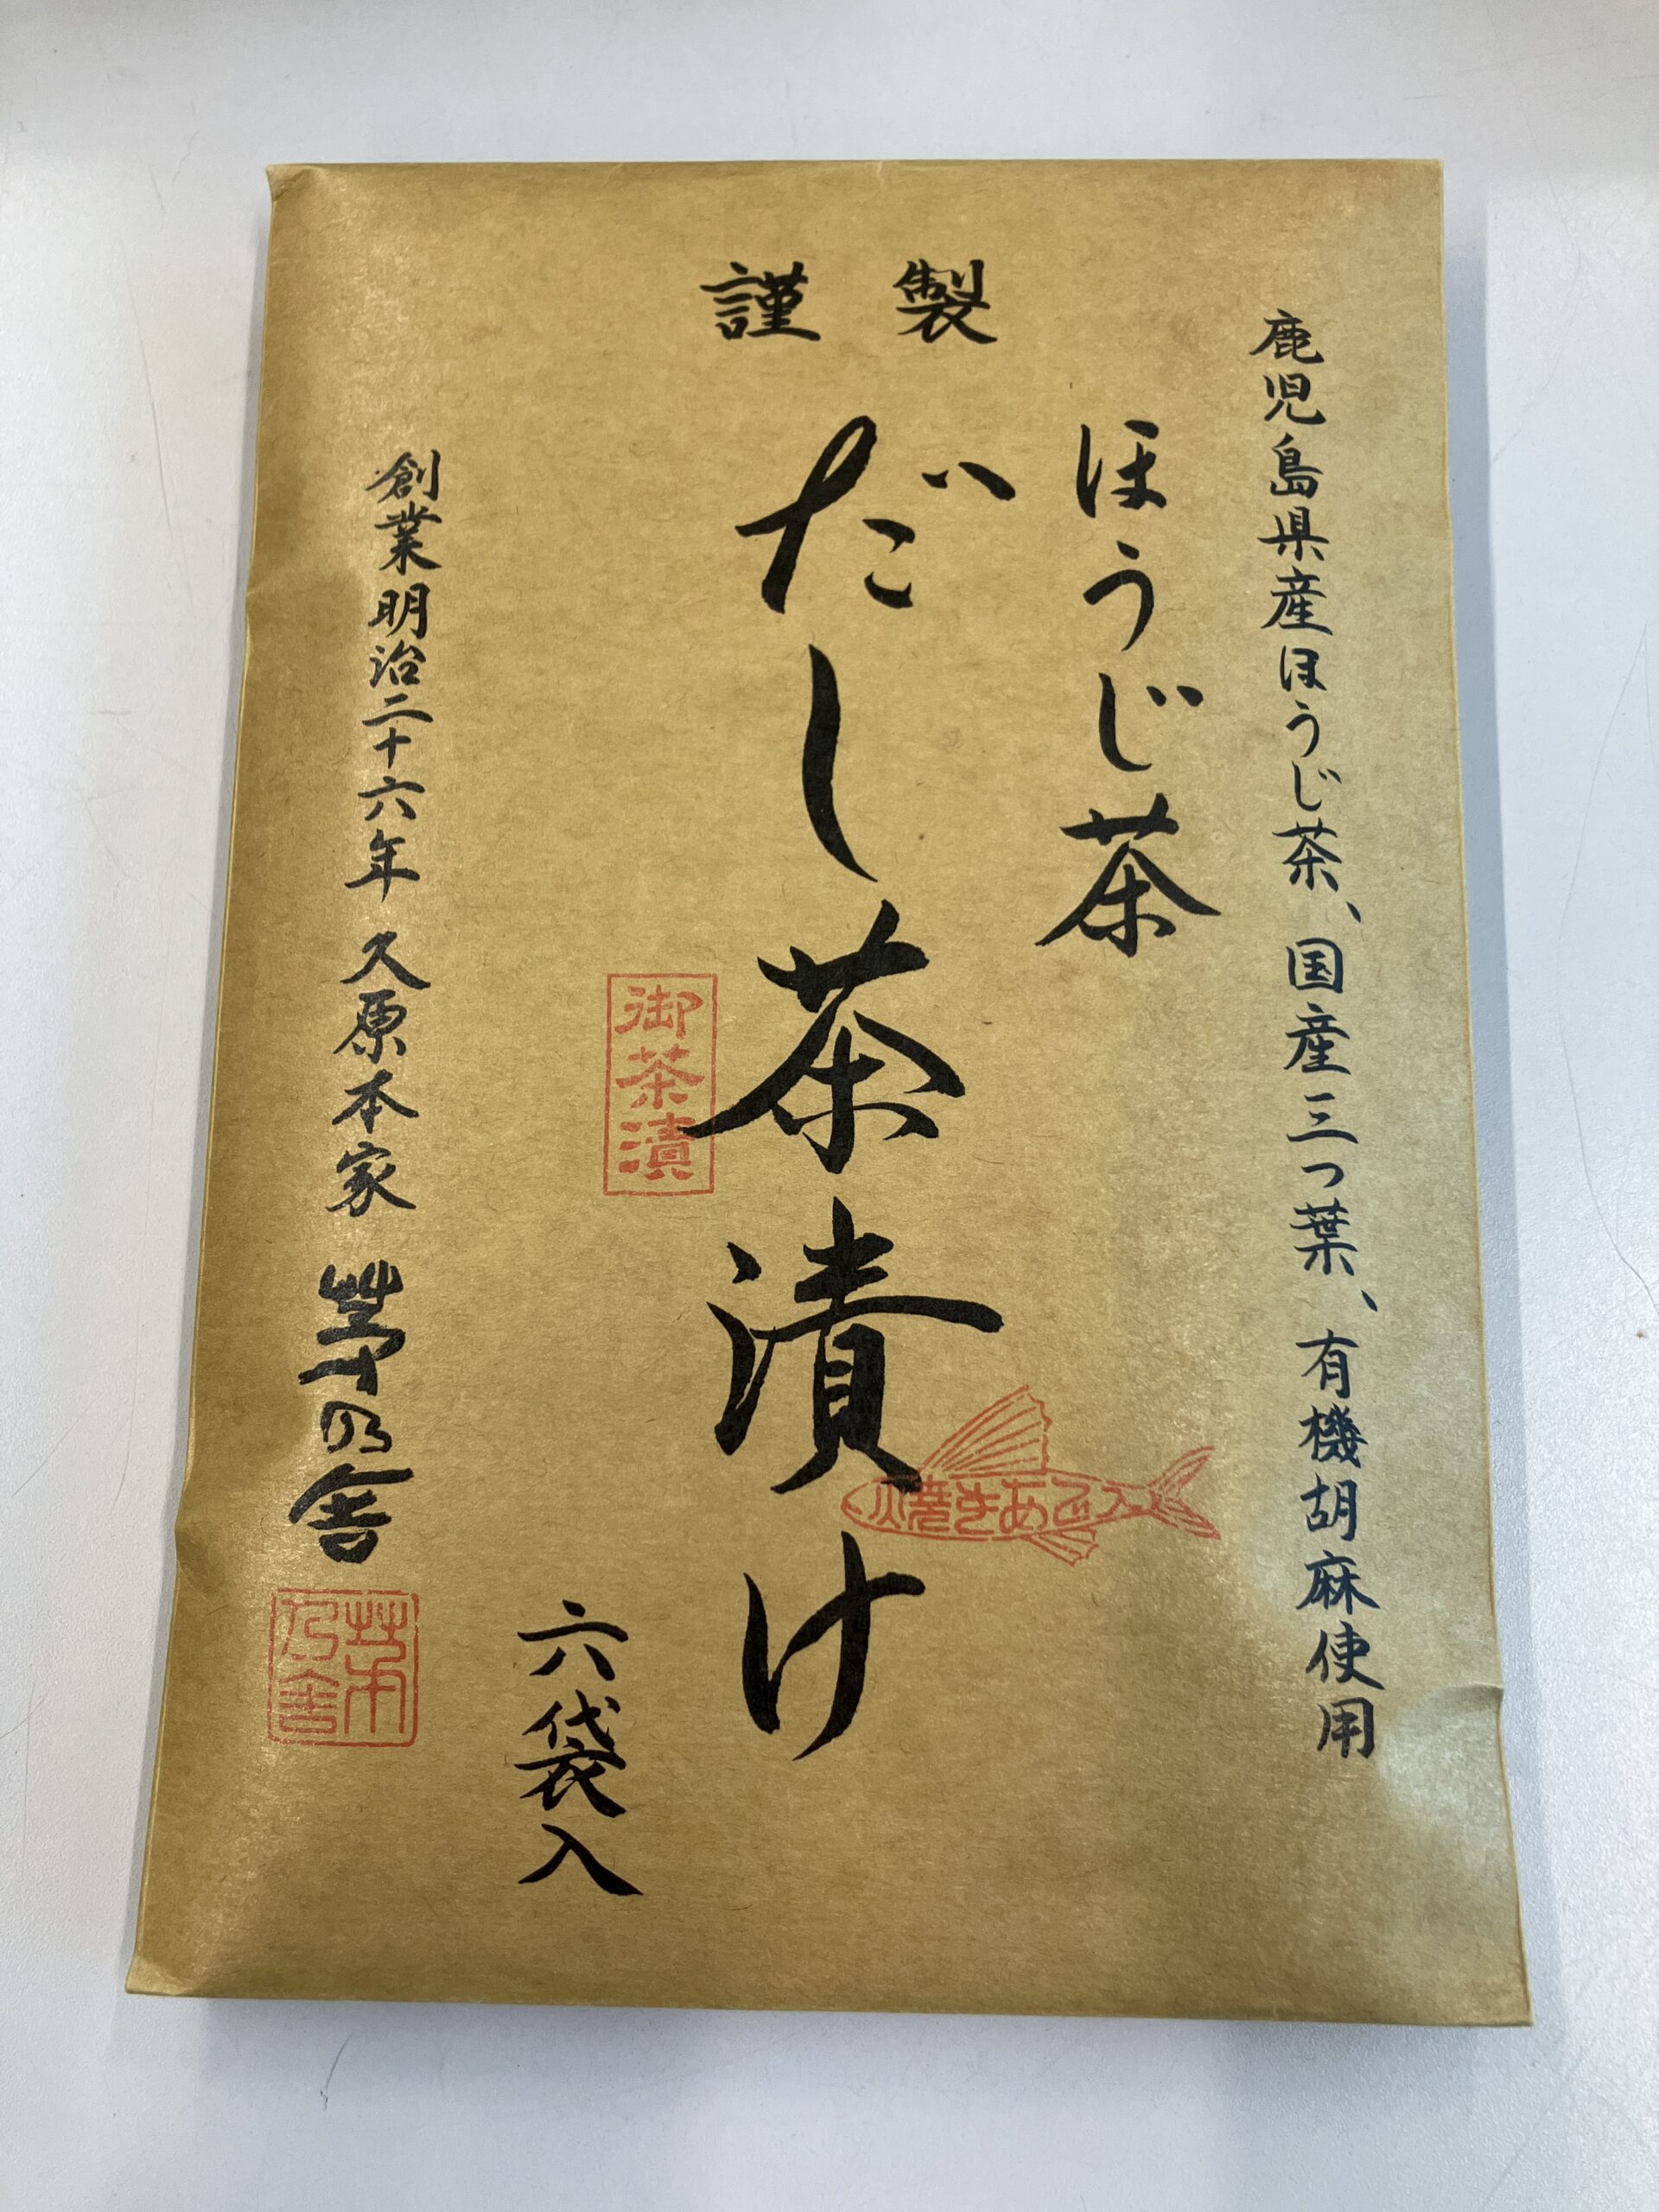 謹製
鹿児島県産ほうじ茶、国産三つ葉、有機胡麻使用
ほうじ茶
だし茶漬け
御茶漬
焼きあご入
六袋入
創業明治二十六年 久原本家 茅乃舎
茅乃舎